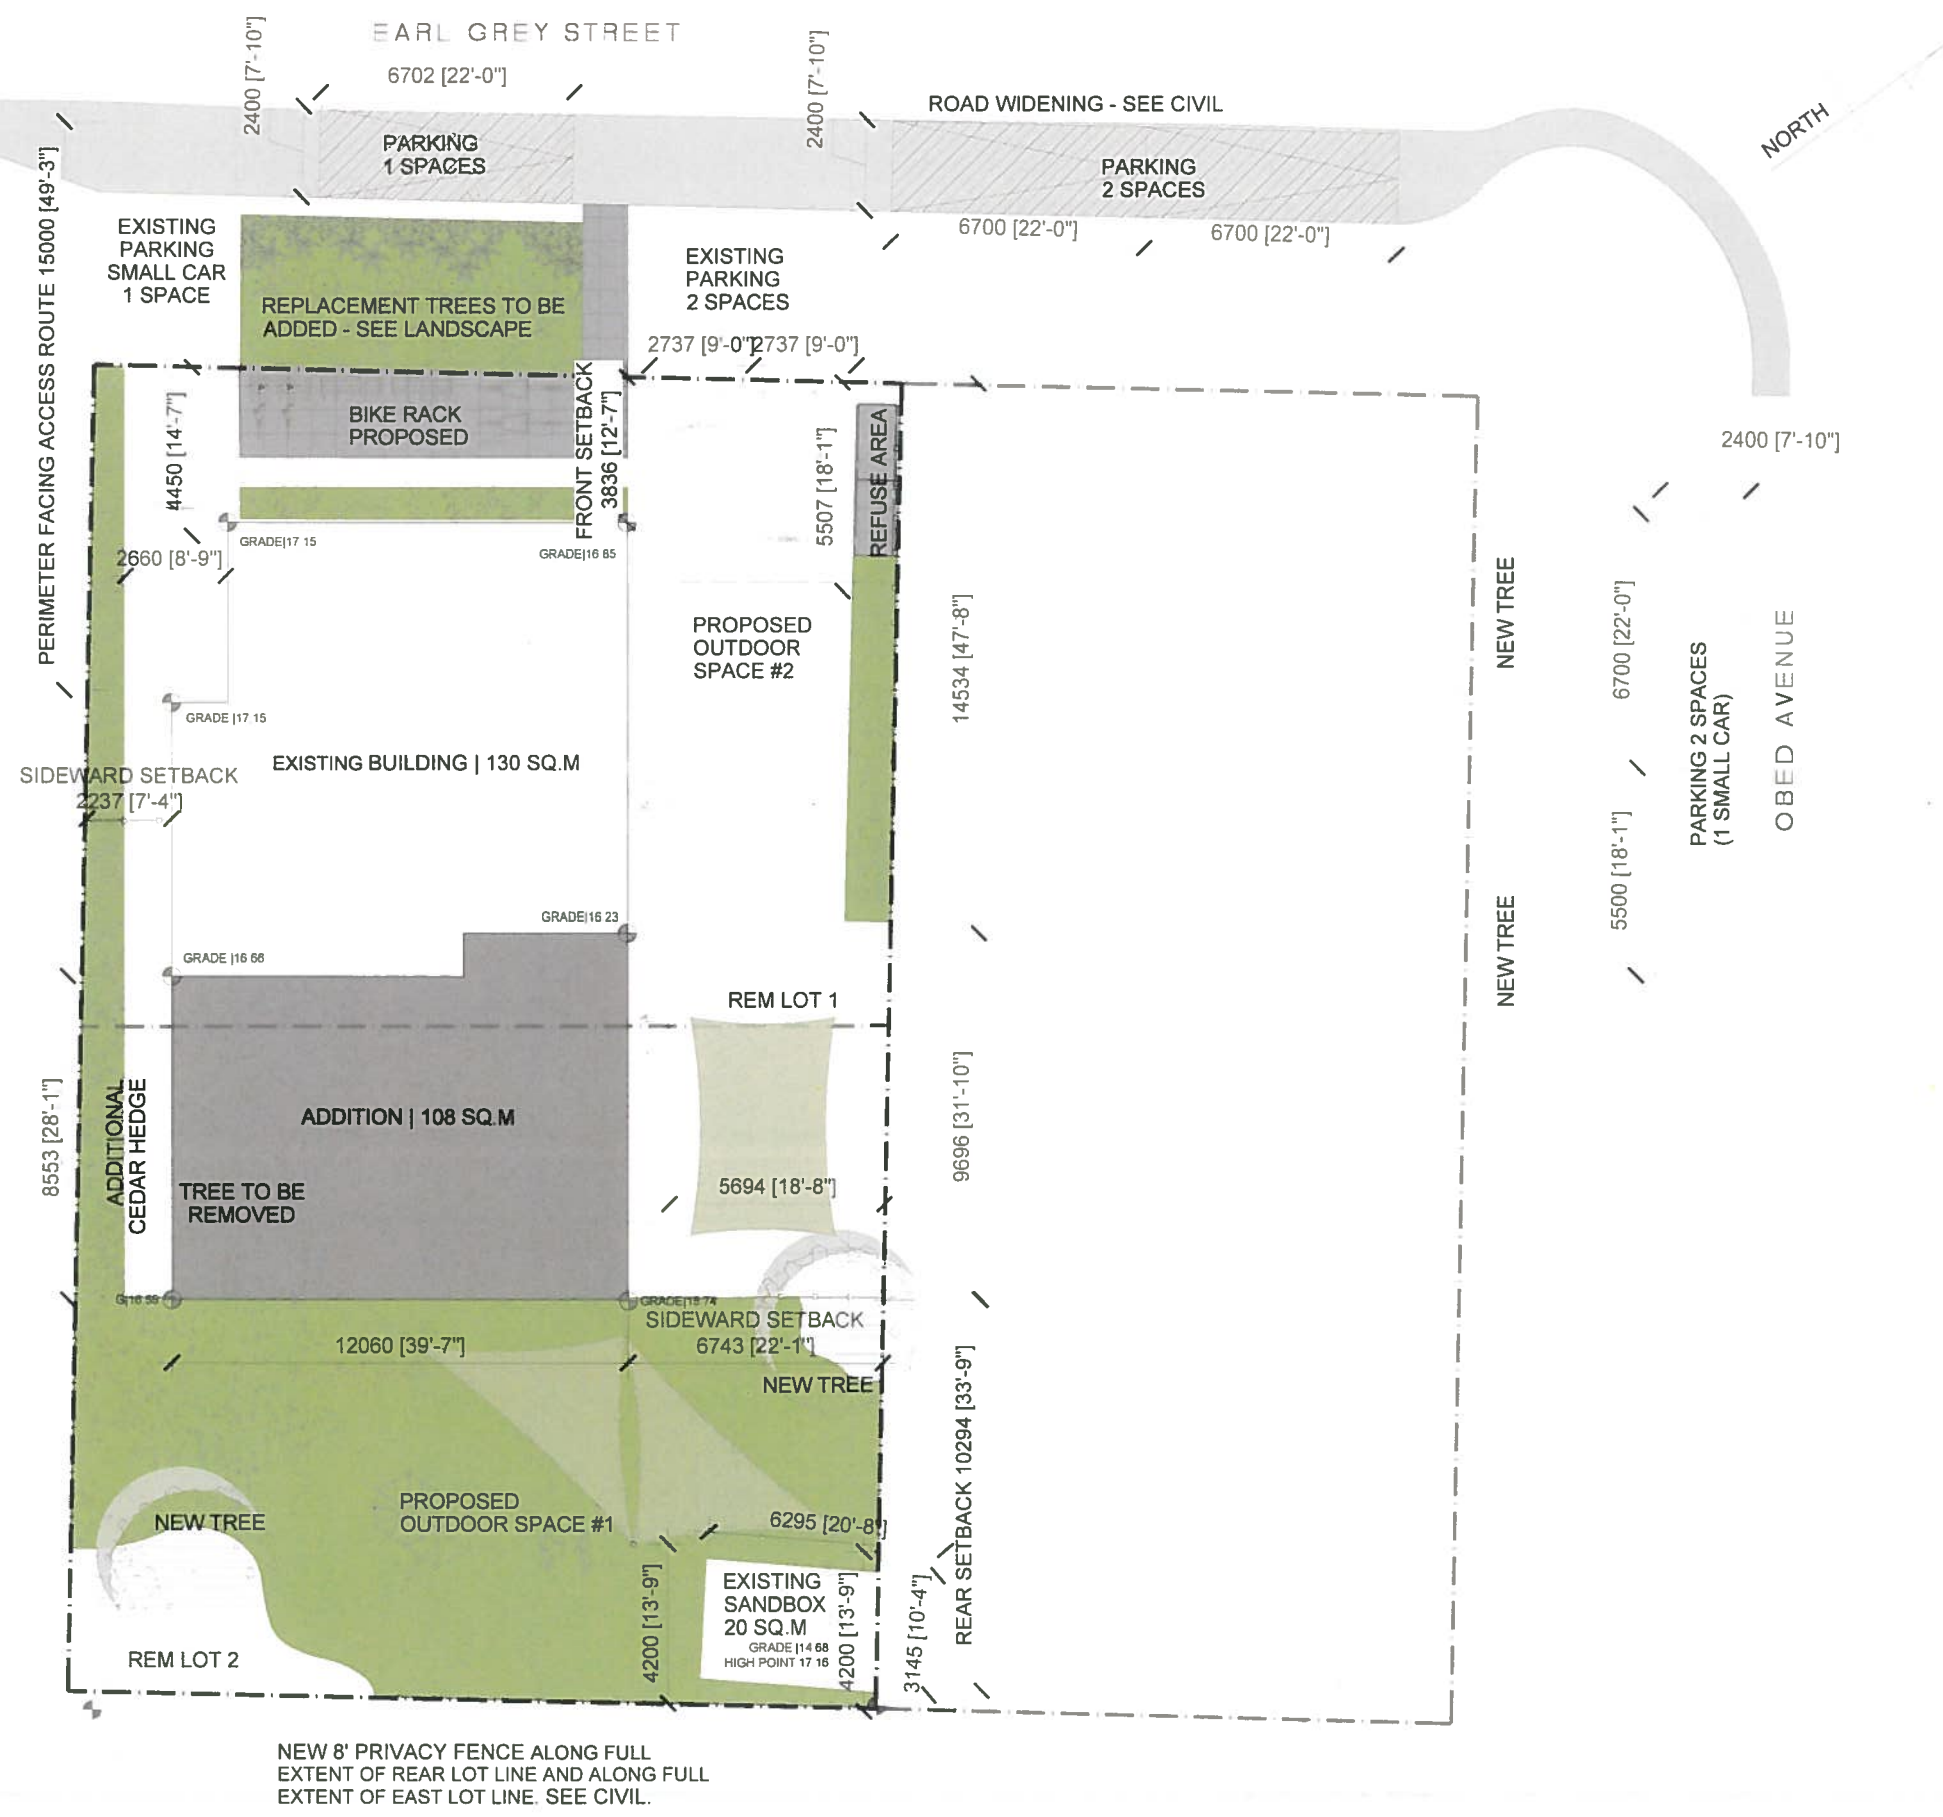 EARL GREY STREET
6702 [22'-0"]
2400 [7'-10"]
2400 [7'-10"]
ROAD WIDENING - SEE CIVIL
NORTH
PARKING
1 SPACES
PARKING
2 SPACES
6700 [22'-0"]
6700 [22'-0"]
PERIMETER FACING ACCESS ROUTE 15000 [49'-3"]
EXISTING
PARKING
SMALL CAR
1 SPACE
EXISTING
PARKING
2 SPACES
REPLACEMENT TREES TO BE
ADDED - SEE LANDSCAPE
2737 [9'-0"]
2737 [9'-0"]
4450 [14'-7"]
BIKE RACK
PROPOSED
FRONT SETBACK
3836 [12'-7"]
5507 [18'-1"]
REFUSE AREA
2400 [7'-10"]
GRADE|17 15
GRADE|16 85
2660 [8'-9"]
PROPOSED
OUTDOOR
SPACE #2
14534 [47'-8"]
NEW TREE
6700 [22'-0"]
PARKING 2 SPACES
(1 SMALL CAR)
OBED AVENUE
GRADE |17 15
EXISTING BUILDING | 130 SQ.M
SIDEWARD SETBACK
2237 [7'-4"]
5500 [18'-1"]
NEW TREE
GRADE|16 23
GRADE |16 66
REM LOT 1
8553 [28'-1"]
ADDITIONAL
CEDAR HEDGE
ADDITION | 108 SQ.M
9696 [31'-10"]
TREE TO BE
REMOVED
5694 [18'-8"]
SIDEWARD SETBACK
6743 [22'-1"]
12060 [39'-7"]
NEW TREE
REAR SETBACK 10294 [33'-9"]
NEW TREE
PROPOSED
OUTDOOR SPACE #1
6295 [20'-8"]
4200 [13'-9"]
EXISTING
SANDBOX
20 SQ.M
GRADE |14 68
HIGH POINT 17 16
4200 [13'-9"]
3145 [10'-4"]
REM LOT 2
NEW 8' PRIVACY FENCE ALONG FULL
EXTENT OF REAR LOT LINE AND ALONG FULL
EXTENT OF EAST LOT LINE. SEE CIVIL.